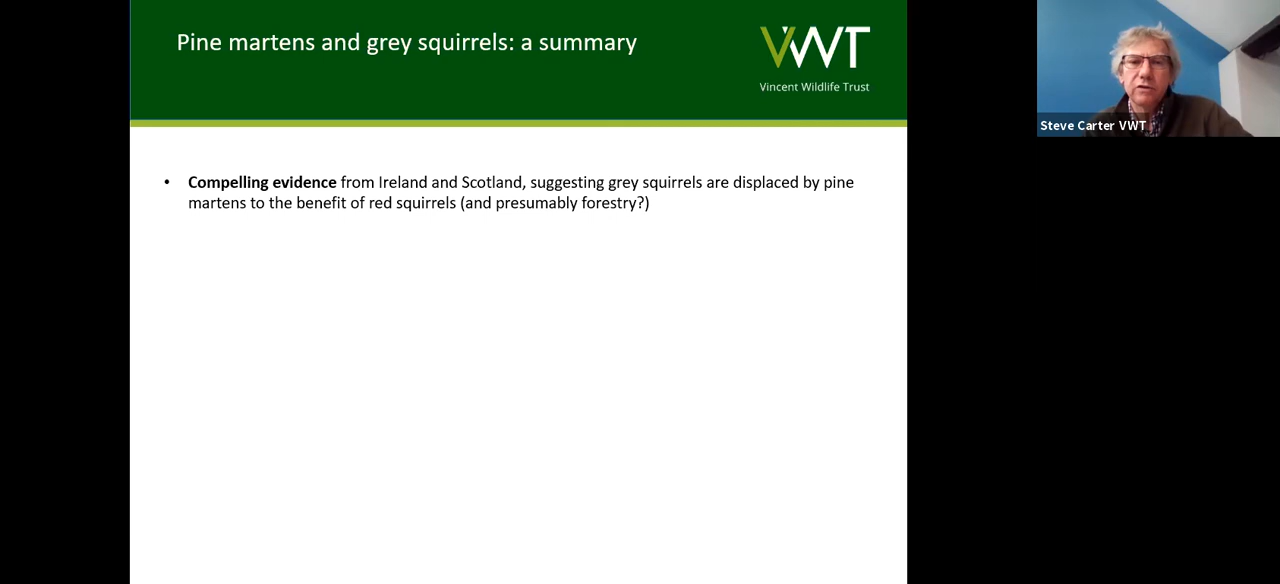 Pine martens and grey squirrels: a summary
VWT
Vincent Wildlife Trust
Steve Carter VWT
• Compelling evidence from Ireland and Scotland, suggesting grey squirrels are displaced by pine
martens to the benefit of red squirrels (and presumably forestry?)